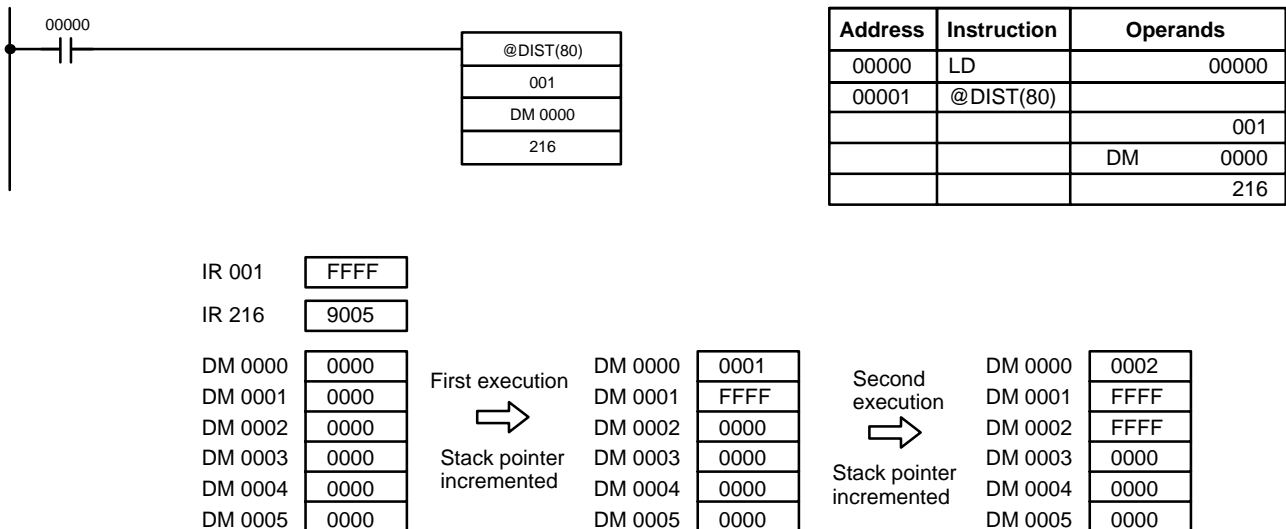 00000
@DIST(80)
001
DM 0000
216
Address Instruction Operands
00000 LD 00000
00001 @DIST(80)
001
DM 0000
216
IR 001 FFFF
IR 216 9005
DM 0000 0000
DM 0001 0000
DM 0002 0000
DM 0003 0000
DM 0004 0000
DM 0005 0000
First execution
Stack pointer
incremented
DM 0000 0001
DM 0001 FFFF
DM 0002 0000
DM 0003 0000
DM 0004 0000
DM 0005 0000
Second
execution
Stack pointer
incremented
DM 0000 0002
DM 0001 FFFF
DM 0002 FFFF
DM 0003 0000
DM 0004 0000
DM 0005 0000